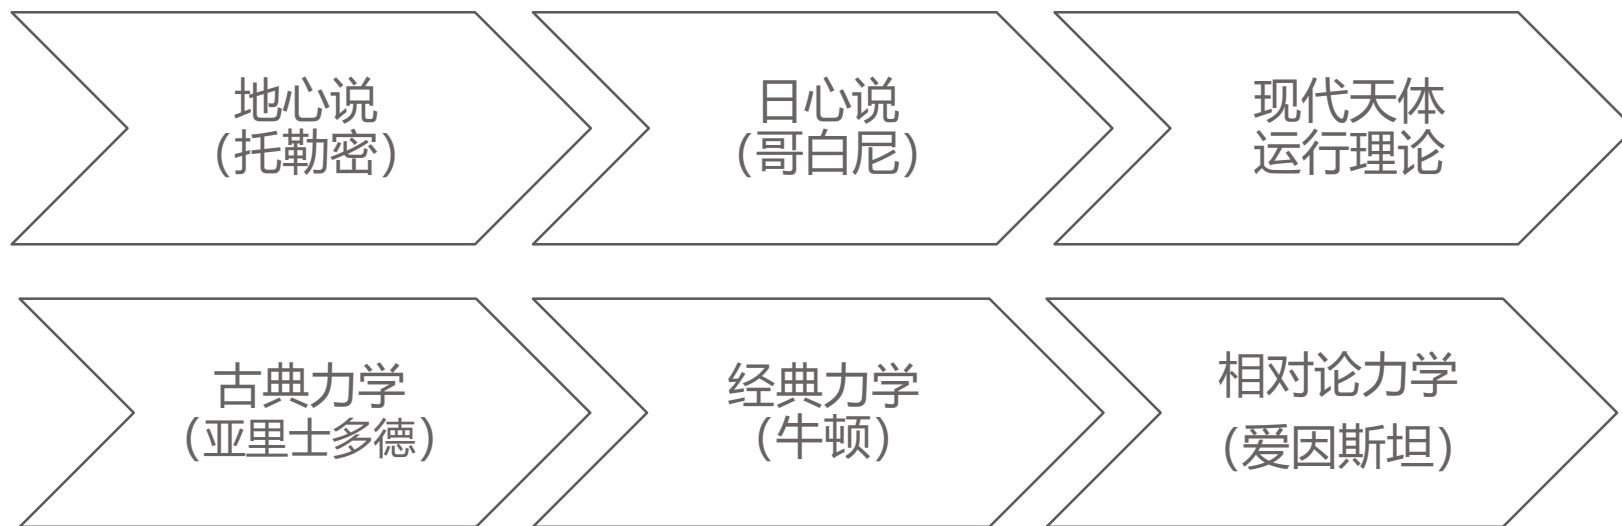 地心说
(托勒密)
日心说
(哥白尼)
现代天体
运行理论
古典力学
(亚里士多德)
经典力学
(牛顿)
相对论力学
(爱因斯坦)